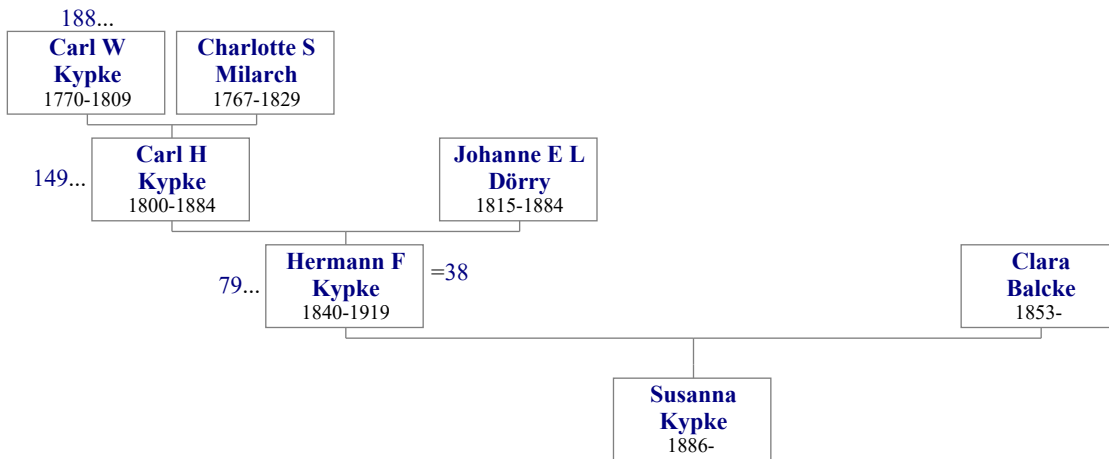 188...
Carl W
Kypke
1770-1809
Charlotte S
Milarch
1767-1829
149...
Carl H
Kypke
1800-1884
Johanne E L
Dörry
1815-1884
79...
Hermann F
Kypke
1840-1919
=38
Clara
Balcke
1853-
Susanna
Kypke
1886-